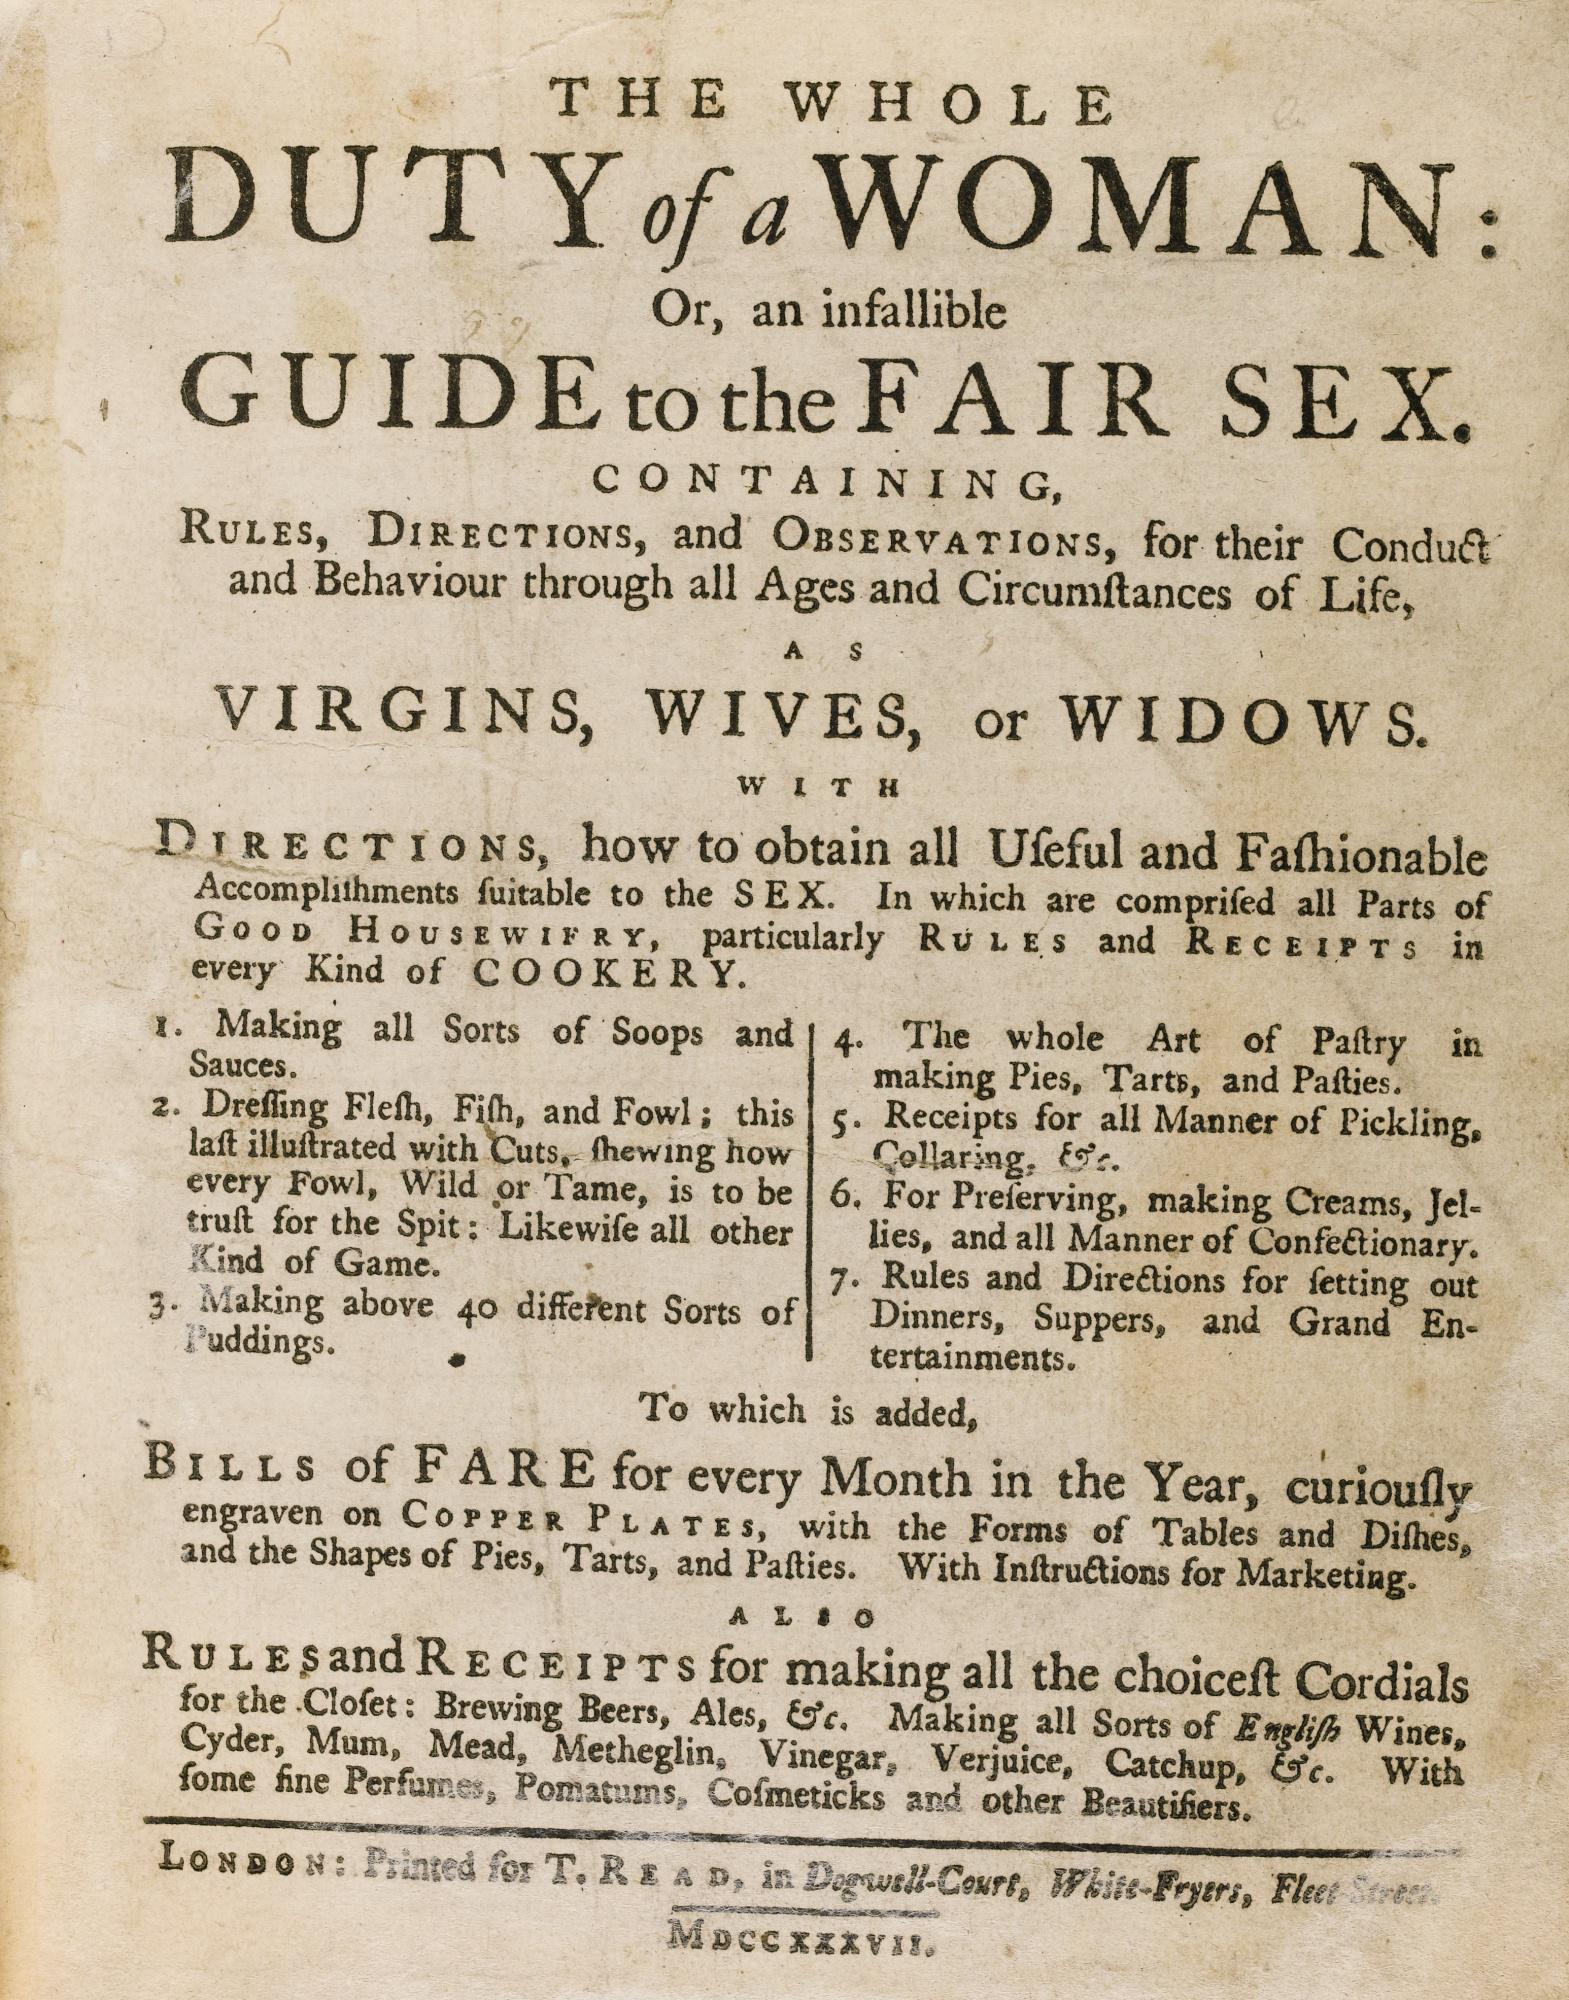 THE WHOLE
DUTY of a WOMAN:
Or, an infallible
GUIDE to the FAIR SEX.
CONTAINING,
RULES, DIRECTIONS, and OBSERVATIONS, for their Conduct
and Behaviour through all Ages and Circumſtances of Life,
AS
VIRGINS, WIVES, or WIDOWS.
WITH
DIRECTIONS, how to obtain all Uſeful and Faſhionable
Accompliſhments ſuitable to the SEX. In which are compriſed all Parts of
GOOD HOUSEWIFRY, particularly RULES and RECEIPTS in
every Kind of COOKERY.
1. Making all Sorts of Soops and
Sauces.
2. Dreſſing Fleſh, Fiſh, and Fowl; this
laſt illuſtrated with Cuts, ſhewing how
every Fowl, Wild or Tame, is to be
truſt for the Spit: Likewiſe all other
Kind of Game.
3. Making above 40 different Sorts of
Puddings.
4. The whole Art of Paſtry in
making Pies, Tarts, and Paſties.
5. Receipts for all Manner of Pickling,
Collaring, &c.
6. For Preſerving, making Creams, Jel-
lies, and all Manner of Confectionary.
7. Rules and Directions for ſetting out
Dinners, Suppers, and Grand En-
tertainments.
To which is added,
BILLS of FARE for every Month in the Year, curiouſly
engraven on COPPER PLATES, with the Forms of Tables and Diſhes,
and the Shapes of Pies, Tarts, and Paſties. With Inſtructions for Marketing.
ALSO
RULES and RECEIPTS for making all the choiceſt Cordials
for the Cloſet: Brewing Beers, Ales, &c. Making all Sorts of Engliſh Wines,
Cyder, Mum, Mead, Metheglin, Vinegar, Verjuice, Catchup, &c. With
ſome fine Perfumes, Pomatums, Coſmeticks and other Beautifiers.
LONDON: Printed for T. READ, in Dogwell-Court, White-Fryers, Fleet-Street.
MDCCXXXVII.